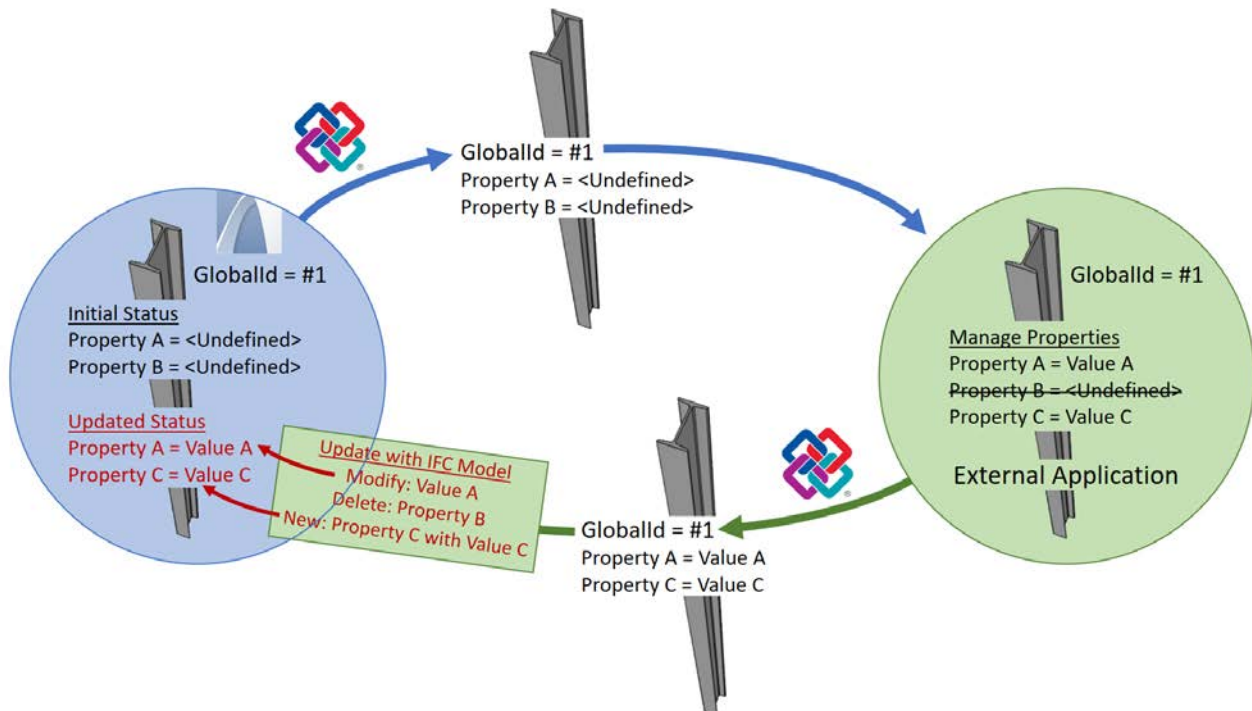 GlobalId = #1
Property A = <Undefined>
Property B = <Undefined>
GlobalId = #1
Initial Status
Property A = <Undefined>
Property B = <Undefined>
Updated Status
Property A = Value A
Property C = Value C
Update with IFC Model
Modify: Value A
Delete: Property B
New: Property C with Value C
GlobalId = #1
Property A = Value A
Property C = Value C
GlobalId = #1
Manage Properties
Property A = Value A
Property B = <Undefined>
Property C = Value C
External Application
®
®